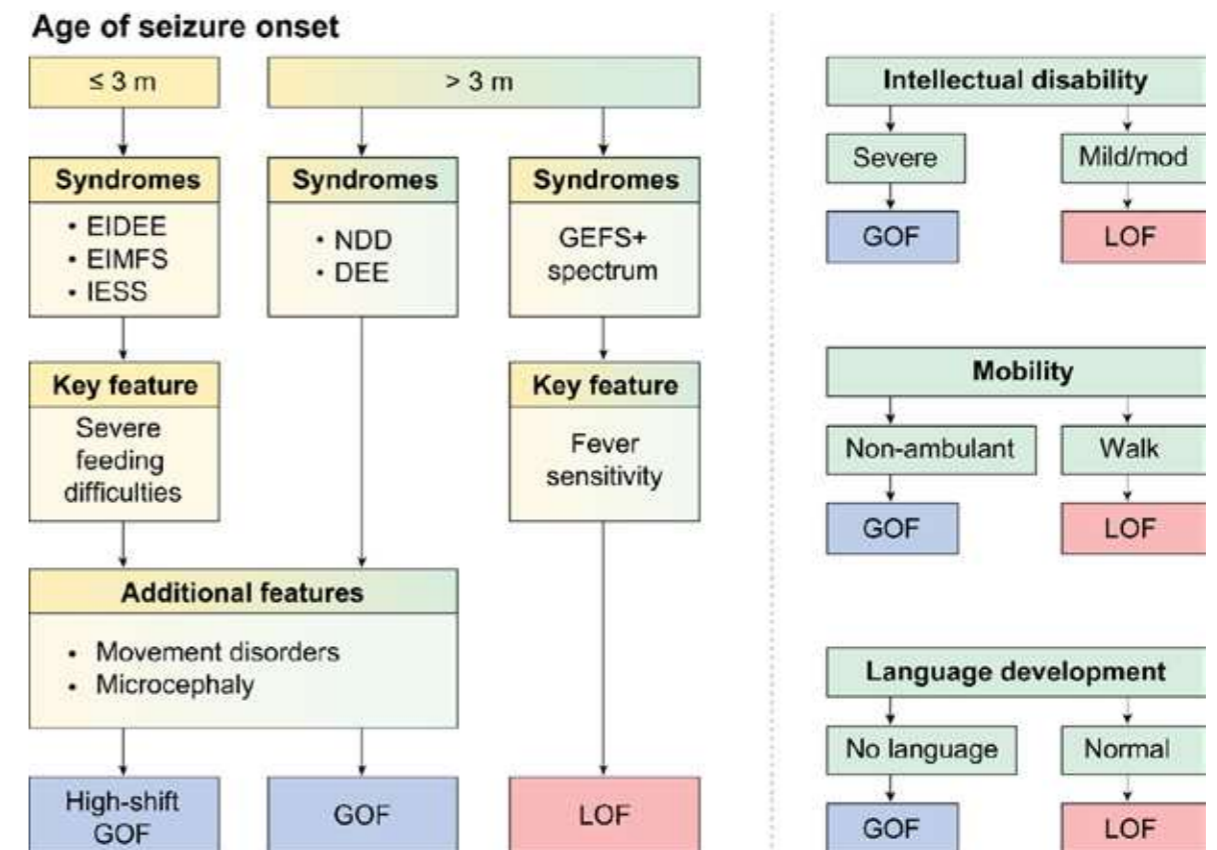 Age of seizure onset
≤ 3 m
> 3 m
Syndromes
• EIDEE
• EIMFS
• IESS
Syndromes
• NDD
• DEE
Syndromes
GEFS+
spectrum
Key feature
Severe
feeding
difficulties
Key feature
Fever
sensitivity
Additional features
• Movement disorders
• Microcephaly
High-shift
GOF
GOF
LOF
Intellectual disability
Severe
Mild/mod
GOF
LOF
Mobility
Non-ambulant
Walk
GOF
LOF
Language development
No language
Normal
GOF
LOF